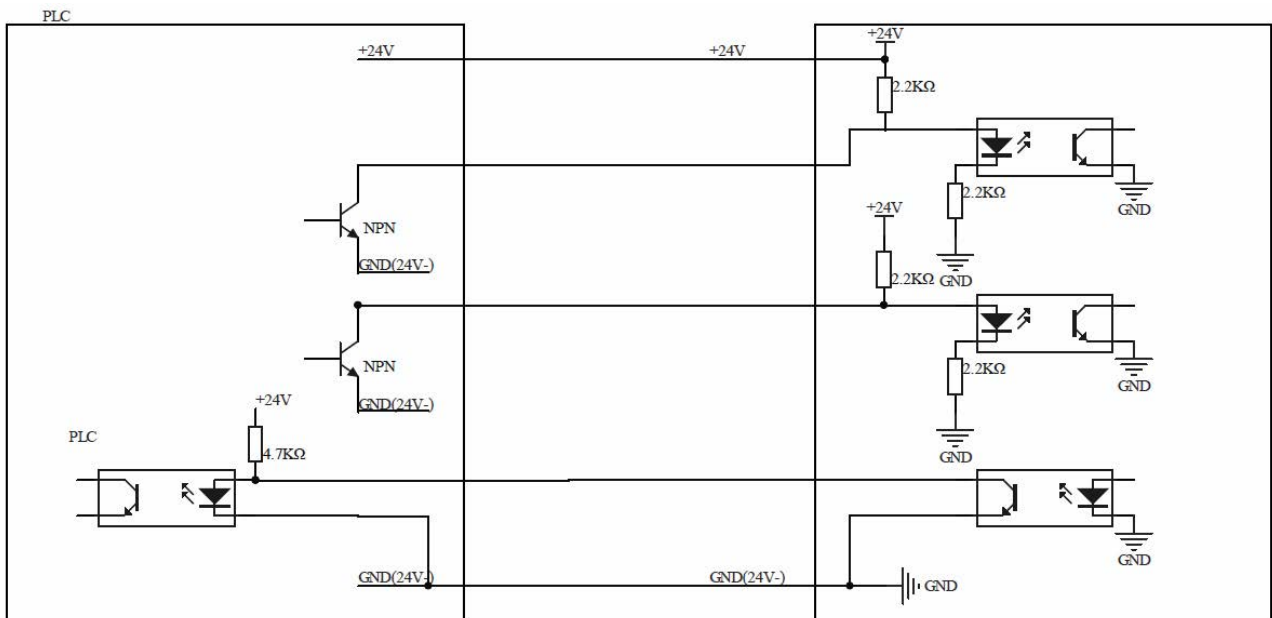 PLC
+24V
+24V
+24V
2.2KΩ
NPN
GND(24V-)
2.2KΩ
GND
+24V
GND
2.2KΩ
NPN
GND(24V-)
2.2KΩ
GND
+24V
GND
PLC
4.7KΩ
GND
GND(24V-)
GND(24V-)
GND